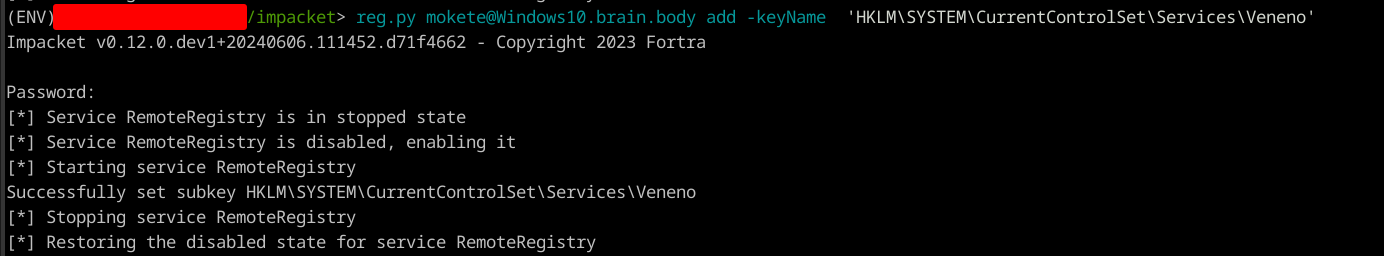 (ENV) /impacket> reg.py mokete@Windows10.brain.body add -keyName 'HKLM\SYSTEM\CurrentControlSet\Services\Veneno'
Impacket v0.12.0.dev1+20240606.111452.d71f4662 - Copyright 2023 Fortra
Password:
[*] Service RemoteRegistry is in stopped state
[*] Service RemoteRegistry is disabled, enabling it
[*] Starting service RemoteRegistry
Successfully set subkey HKLM\SYSTEM\CurrentControlSet\Services\Veneno
[*] Stopping service RemoteRegistry
[*] Restoring the disabled state for service RemoteRegistry